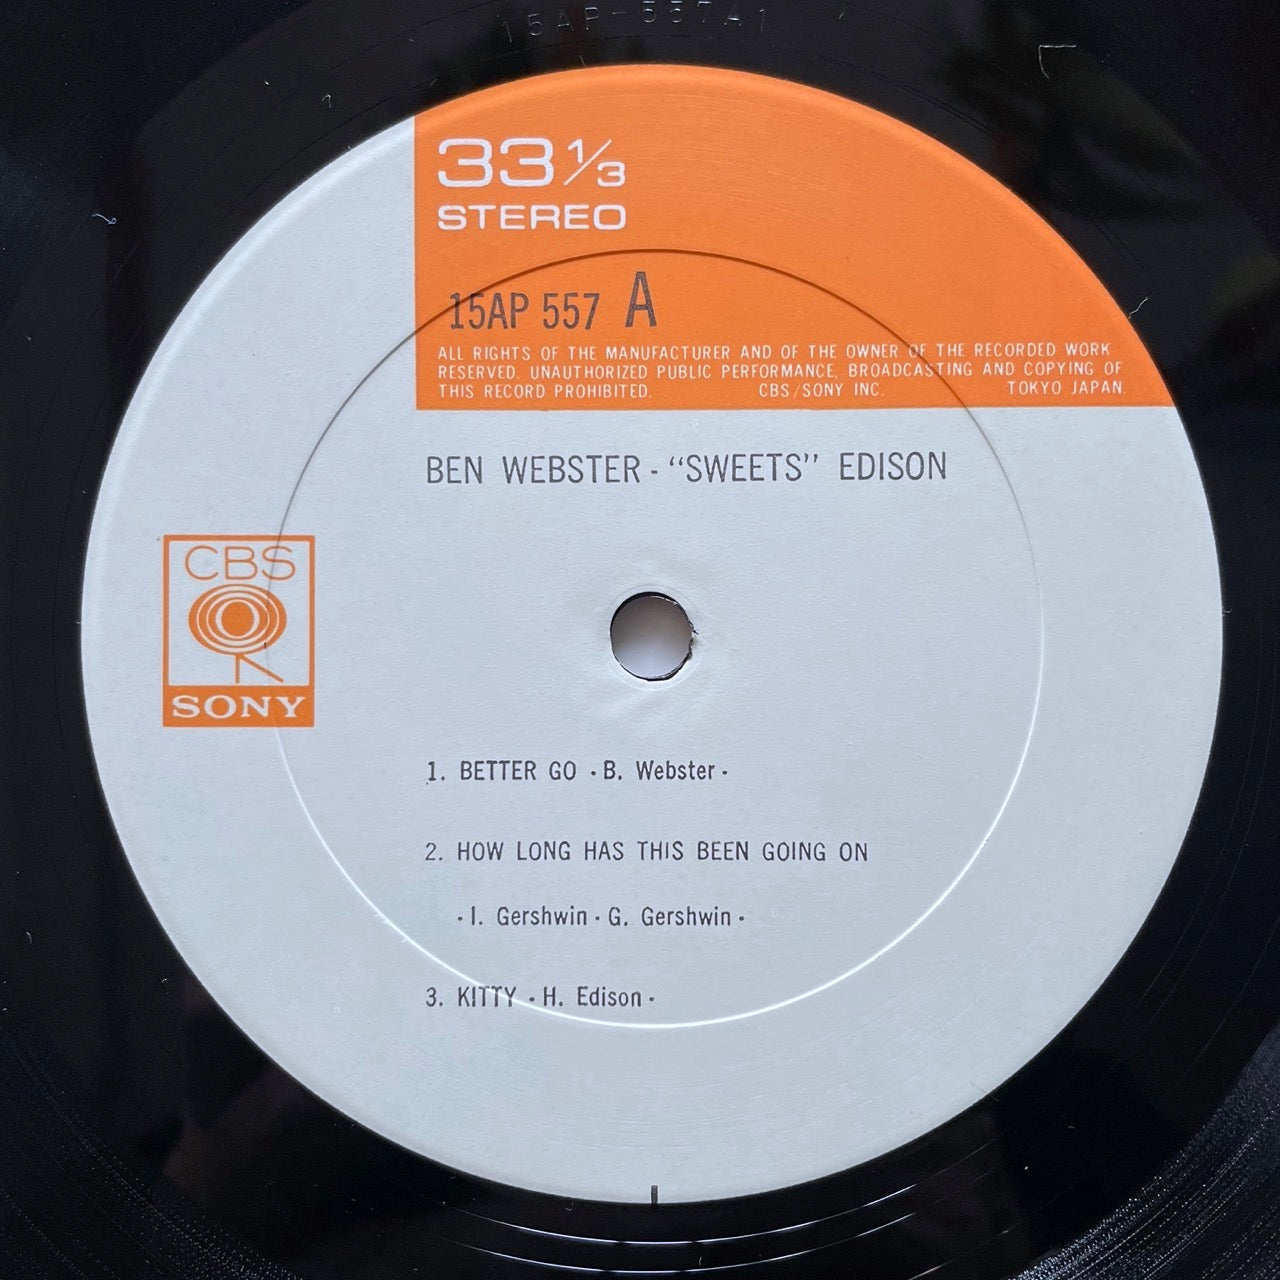 15AP-557A1
33 1/3
STEREO
15AP 557 A
ALL RIGHTS OF THE MANUFACTURER AND OF THE OWNER OF THE RECORDED WORK
RESERVED. UNAUTHORIZED PUBLIC PERFORMANCE, BROADCASTING AND COPYING OF
THIS RECORD PROHIBITED. CBS/SONY INC. TOKYO JAPAN.
BEN WEBSTER · “SWEETS” EDISON
CBS
SONY
1. BETTER GO · B. Webster ·
2. HOW LONG HAS THIS BEEN GOING ON
· I. Gershwin · G. Gershwin ·
3. KITTY · H. Edison ·